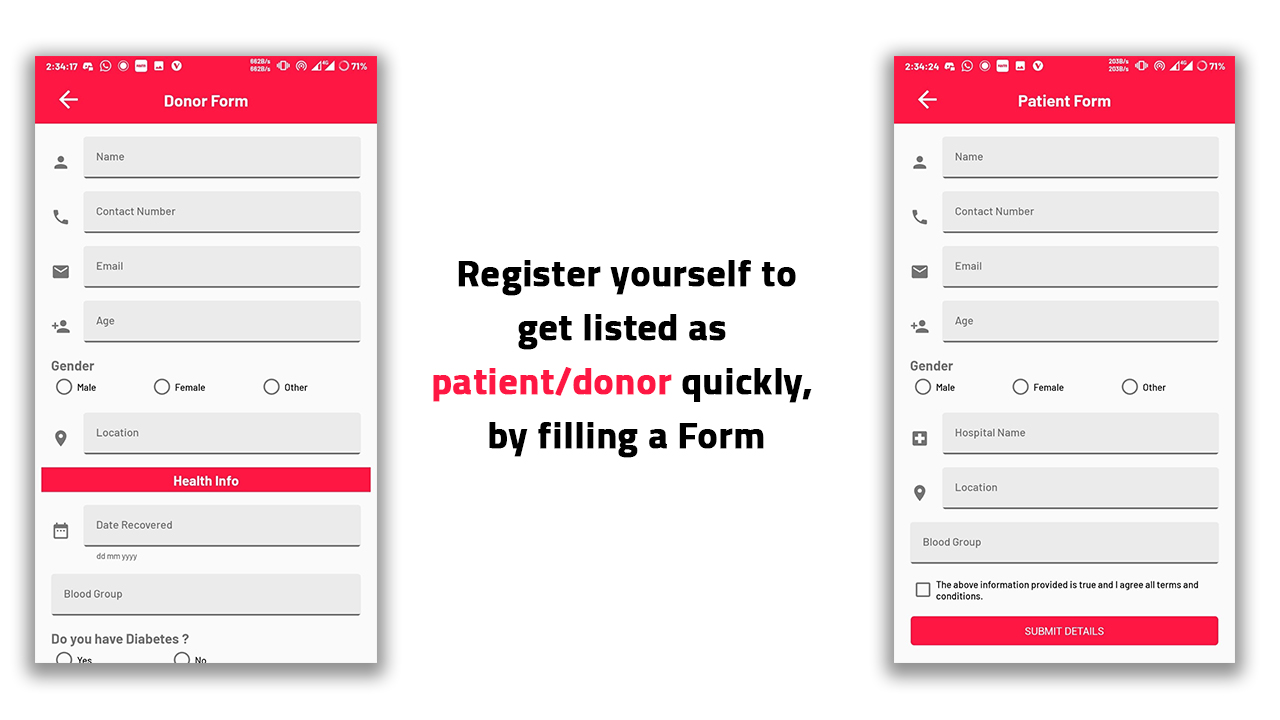 2:34:17
662B/s
662B/s
4G
71%
Donor Form
Name
Contact Number
Email
Age
Gender
Male Female Other
Location
Health Info
Date Recovered
dd mm yyyy
Blood Group
Do you have Diabetes ?
Yes No
Register yourself to
get listed as
patient/donor quickly,
by filling a Form
2:34:24
203B/s
203B/s
4G
71%
Patient Form
Name
Contact Number
Email
Age
Gender
Male Female Other
Hospital Name
Location
Blood Group
The above information provided is true and I agree all terms and
conditions.
SUBMIT DETAILS